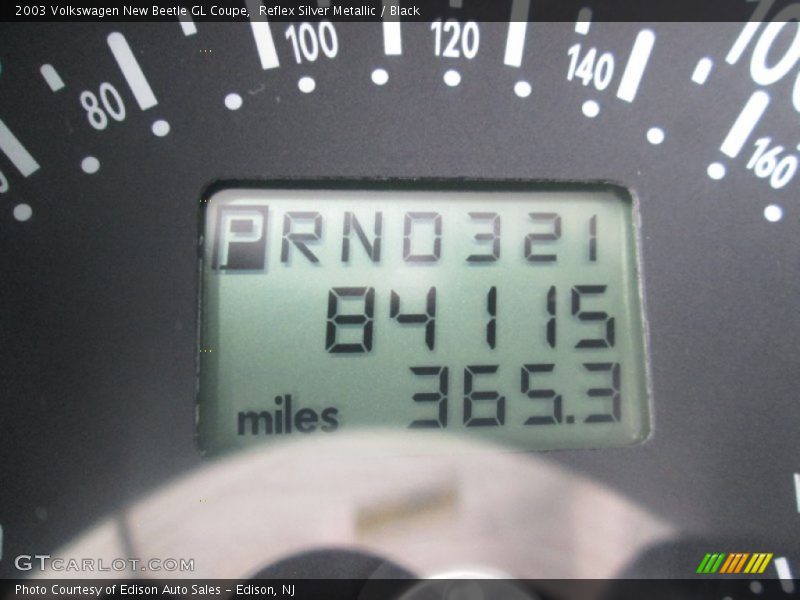 2003 Volkswagen New Beetle GL Coupe, Reflex Silver Metallic / Black
80 100 120 140 160
PRND321
84115
365.3
miles
GTCARLOT.COM
Photo Courtesy of Edison Auto Sales - Edison, NJ